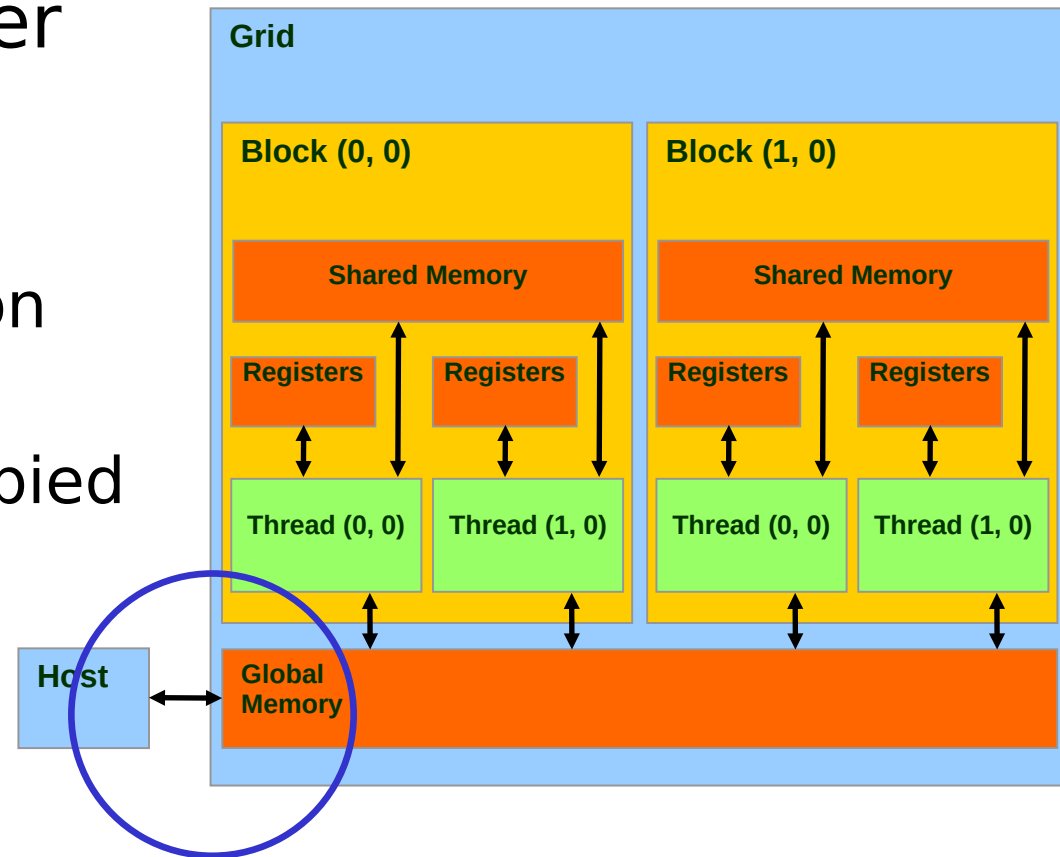 er
on
pied
Grid
Block (0, 0)
Shared Memory
Registers
Registers
Thread (0, 0)
Thread (1, 0)
Block (1, 0)
Shared Memory
Registers
Registers
Thread (0, 0)
Thread (1, 0)
Host
Global
Memory